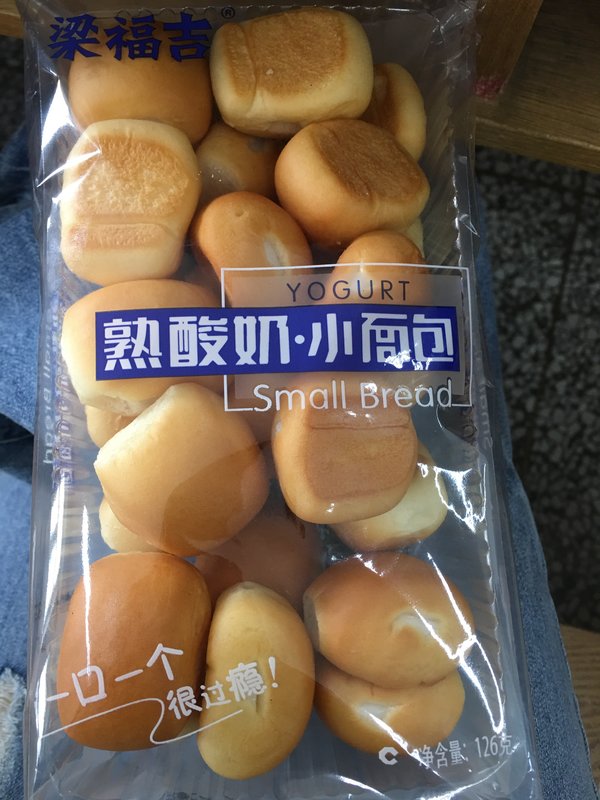 梁福吉®
YOGURT
熟酸奶·小面包
Small Bread
一口一个
很过瘾!
C 净含量: 126克